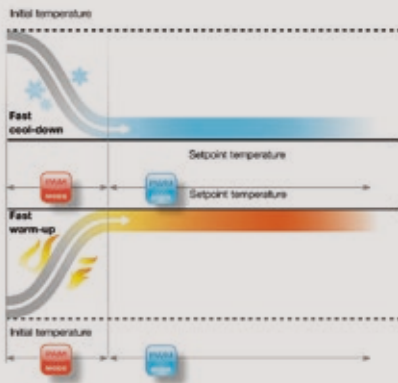 Initial temperature
Fast
cool-down
Setpoint temperature
Setpoint temperature
Fast
warm-up
Initial temperature